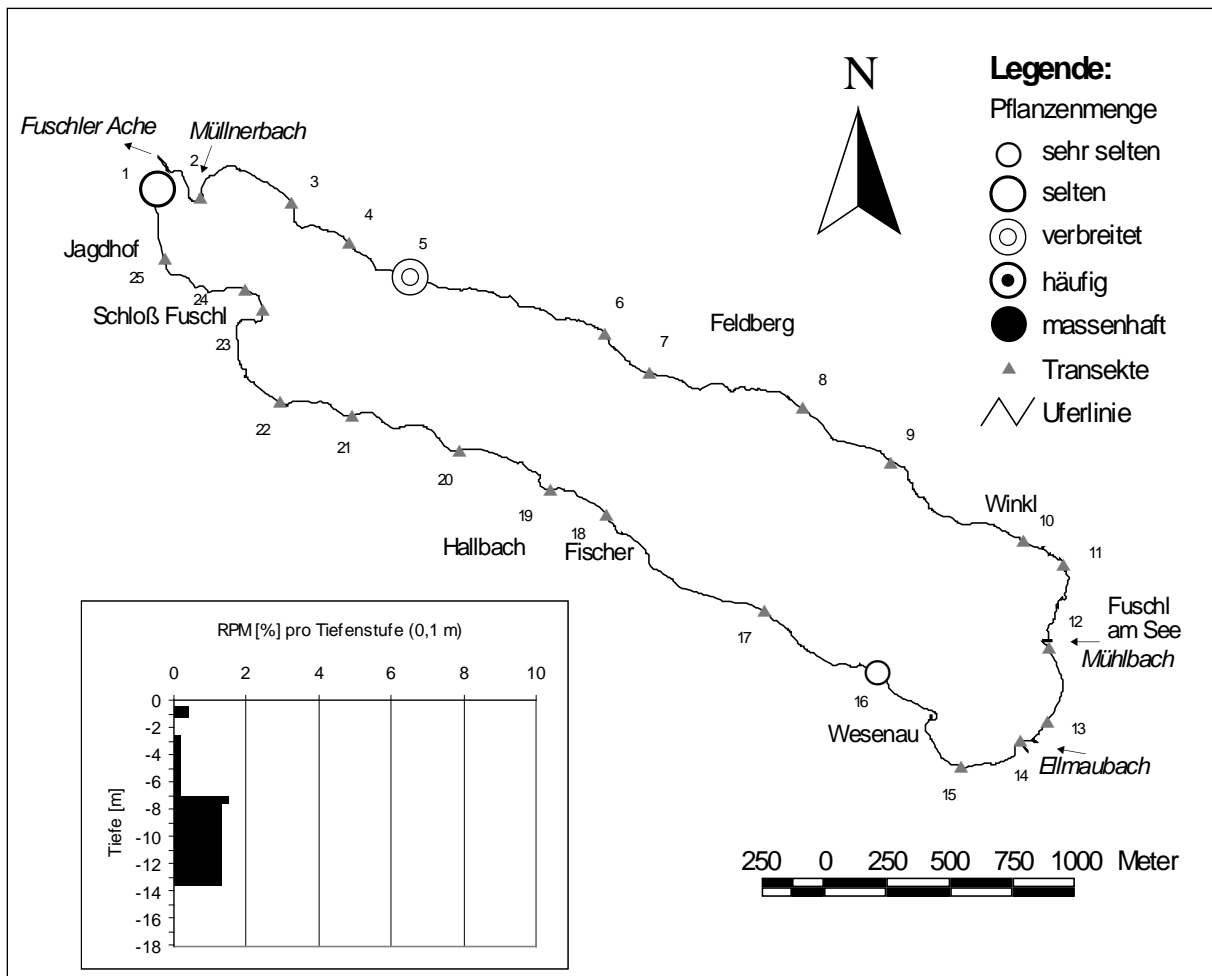 N
Legende:
Pflanzenmenge
sehr selten
selten
verbreitet
häufig
massenhaft
Transekte
Uferlinie
Fuschler Ache
Müllnerbach
1
2
3
4
5
6
7
Feldberg
8
9
Winkl
10
11
12
Fuschl
am See
Mühlbach
13
Ellmaubach
14
15
Wesenau
16
17
Fischer
18
Hallbach
19
20
21
22
23
Schloß Fuschl
24
25
Jagdhof
RPM [%] pro Tiefenstufe (0,1 m)
0 2 4 6 8 10
Tiefe [m]
0
-2
-4
-6
-8
-10
-12
-14
-16
-18
250 0 250 500 750 1000 Meter